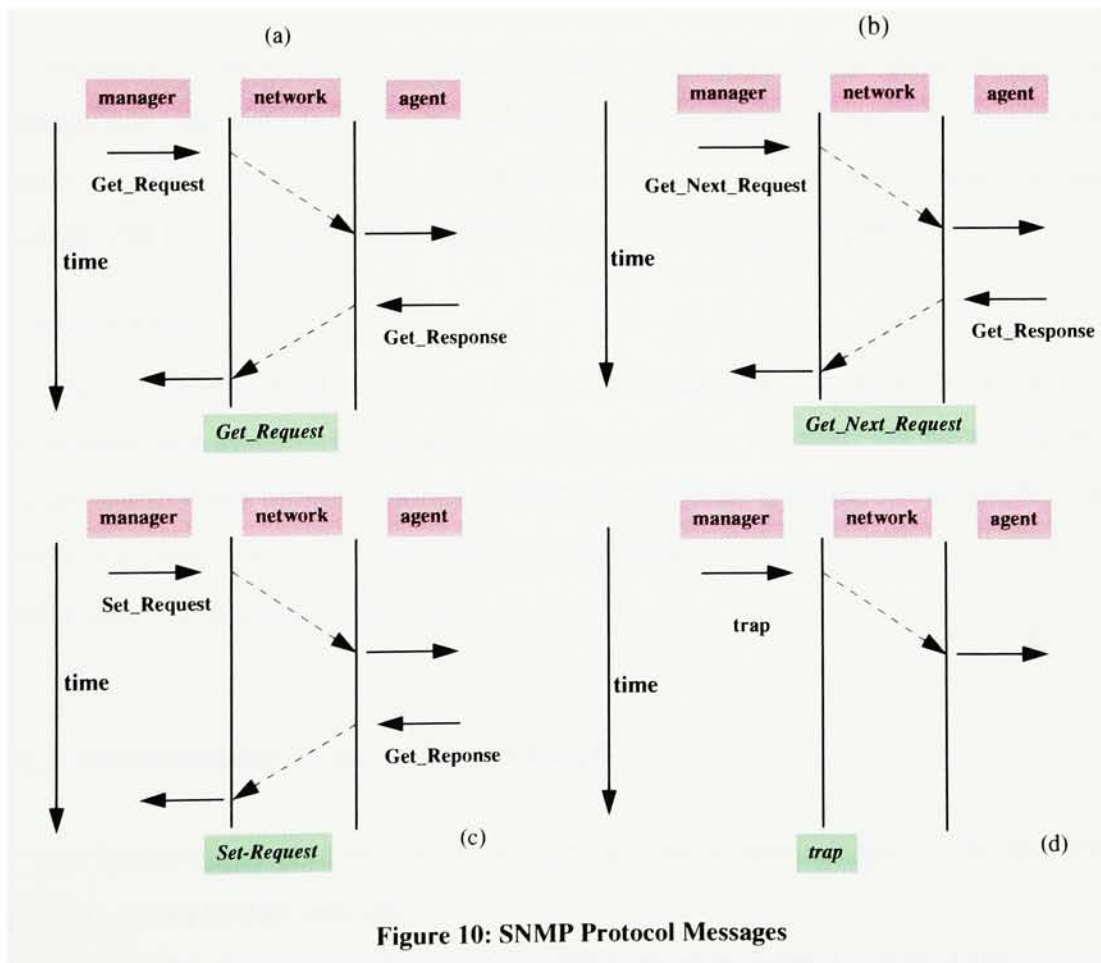 (a)
manager network agent
Get_Request
time
Get_Response
Get_Request
(b)
manager network agent
Get_Next_Request
time
Get_Response
Get_Next_Request
manager network agent
Set_Request
time
Get_Reponse
(c)
Set-Request
manager network agent
trap
time
(d)
trap
Figure 10: SNMP Protocol Messages